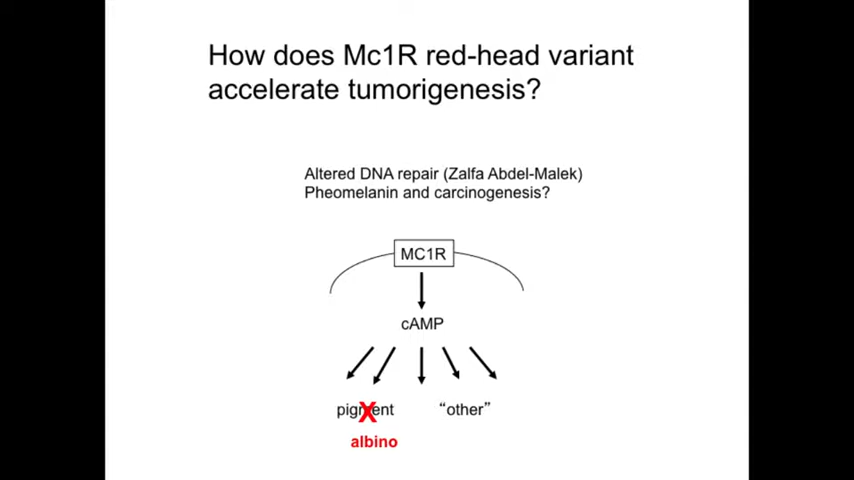 How does Mc1R red-head variant
accelerate tumorigenesis?
Altered DNA repair (Zalfa Abdel-Malek)
Pheomelanin and carcinogenesis?
MC1R
cAMP
pigment “other”
X
albino